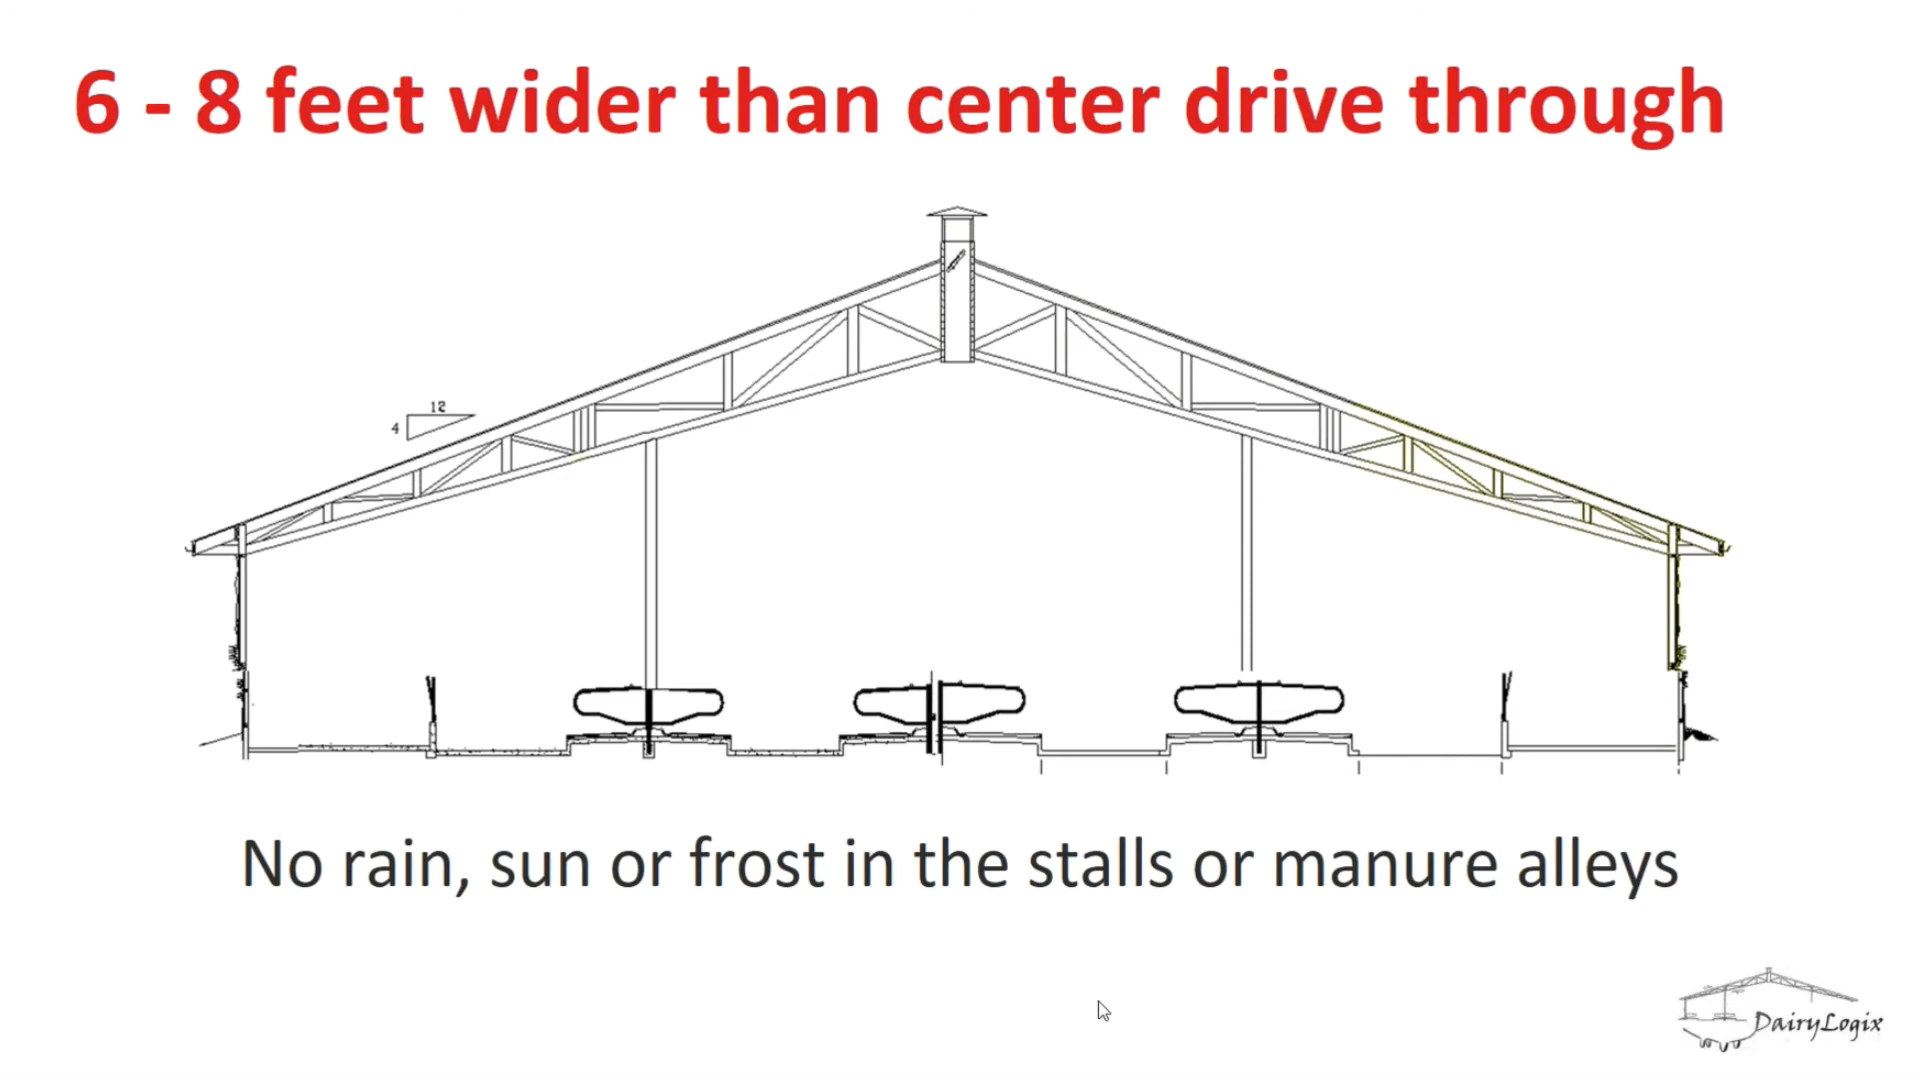 6 - 8 feet wider than center drive through
12
4
No rain, sun or frost in the stalls or manure alleys
DairyLogix